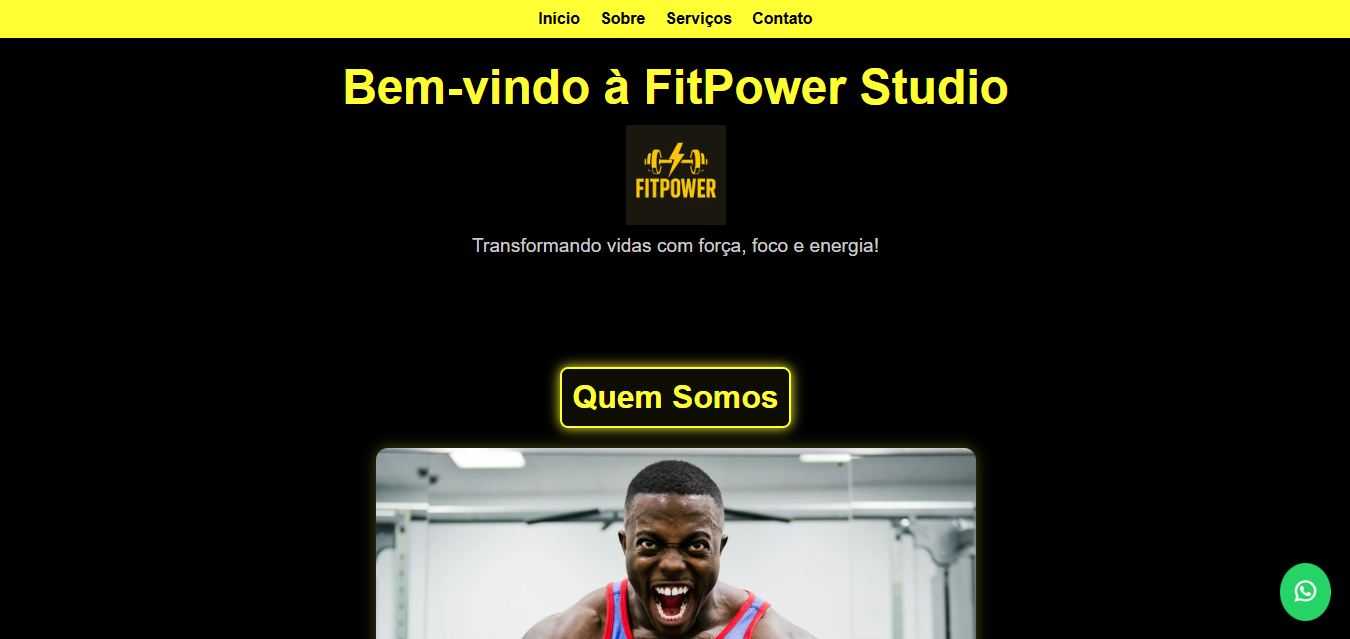 Início Sobre Serviços Contato
Bem-vindo à FitPower Studio
FITPOWER
Transformando vidas com força, foco e energia!
Quem Somos